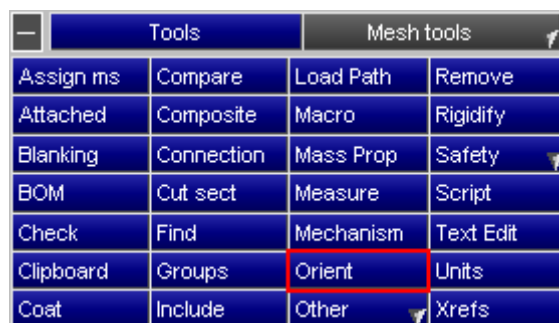 Tools Mesh tools
Assign ms Compare Load Path Remove
Attached Composite Macro Rigidify
Blanking Connection Mass Prop Safety
BOM Cut sect Measure Script
Check Find Mechanism Text Edit
Clipboard Groups Orient Units
Coat Include Other Xrefs